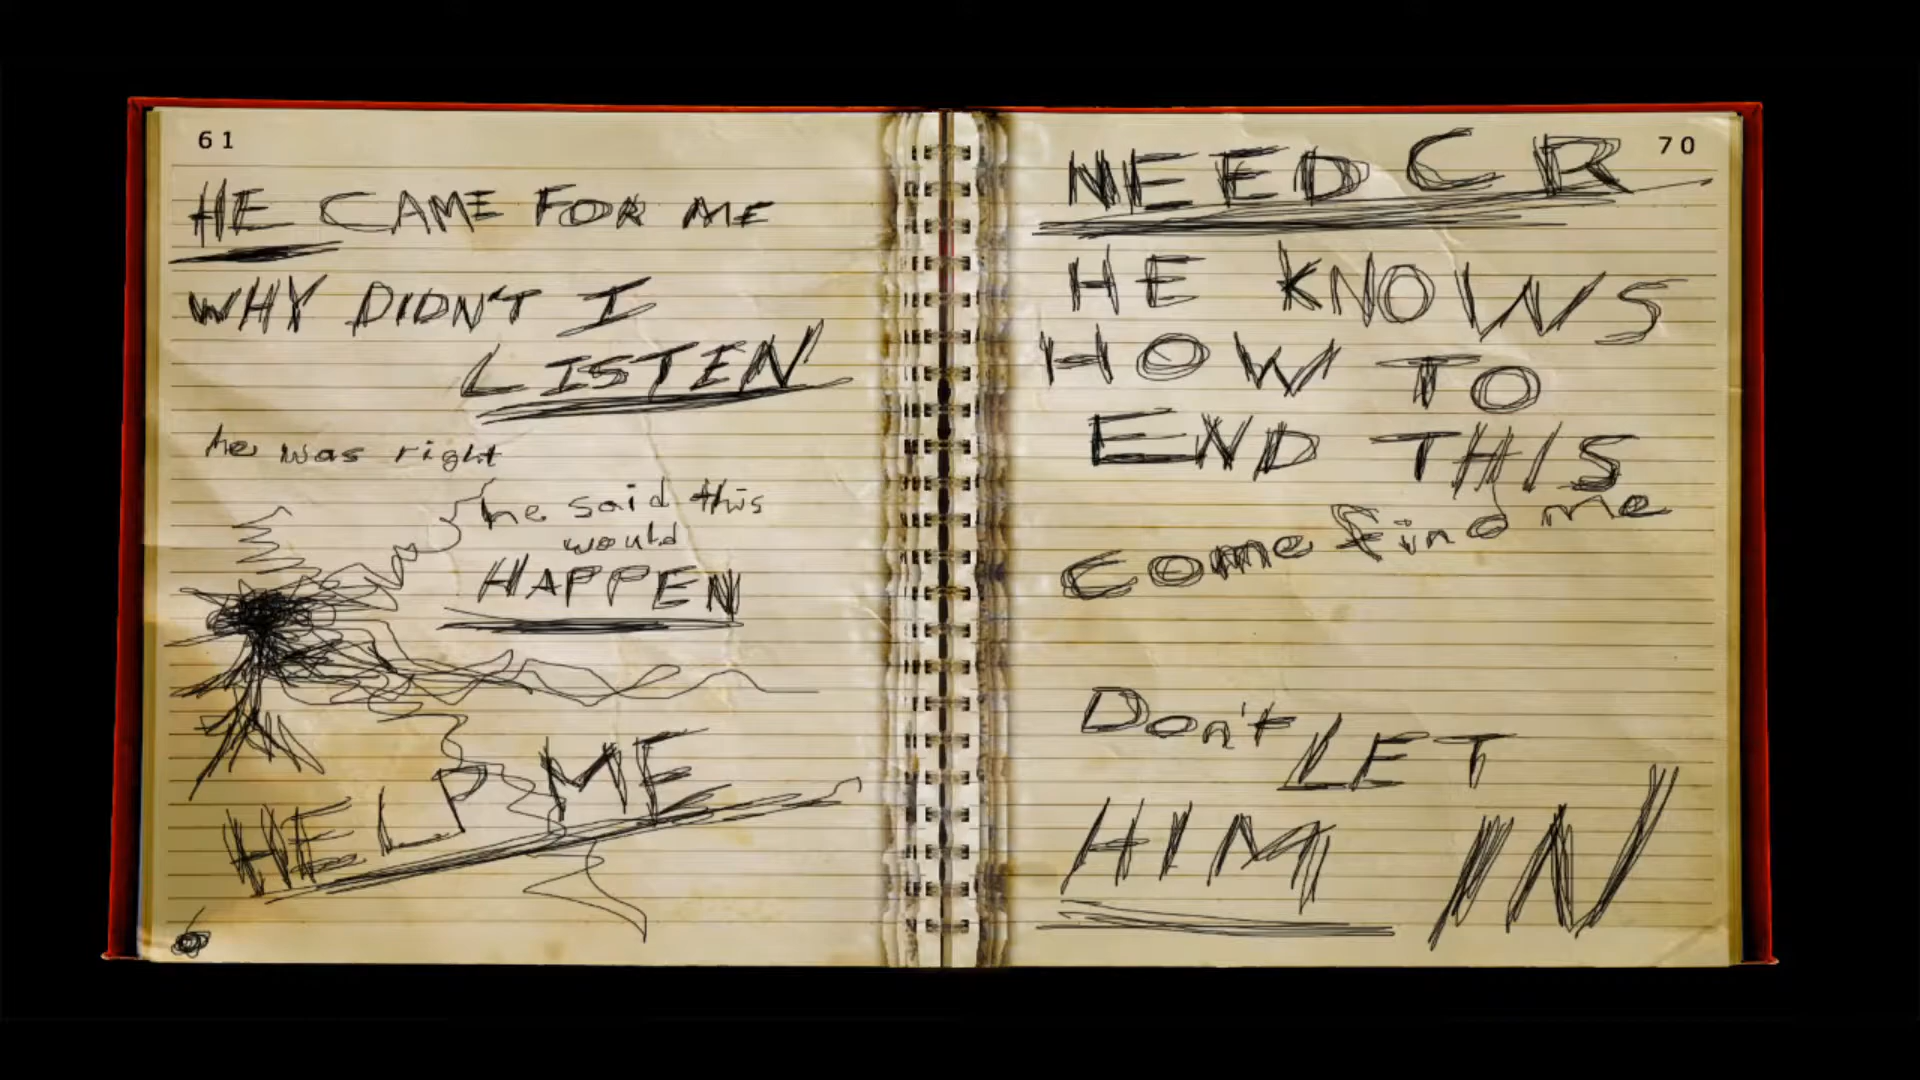 61
HE CAME FOR ME
WHY DIDN'T I
LISTEN
he was right
he said this
would
HAPPEN
HELP ME
70
NEED CR
HE KNOWS
HOW TO
END THIS
come find me
Don't LET
HIM IN